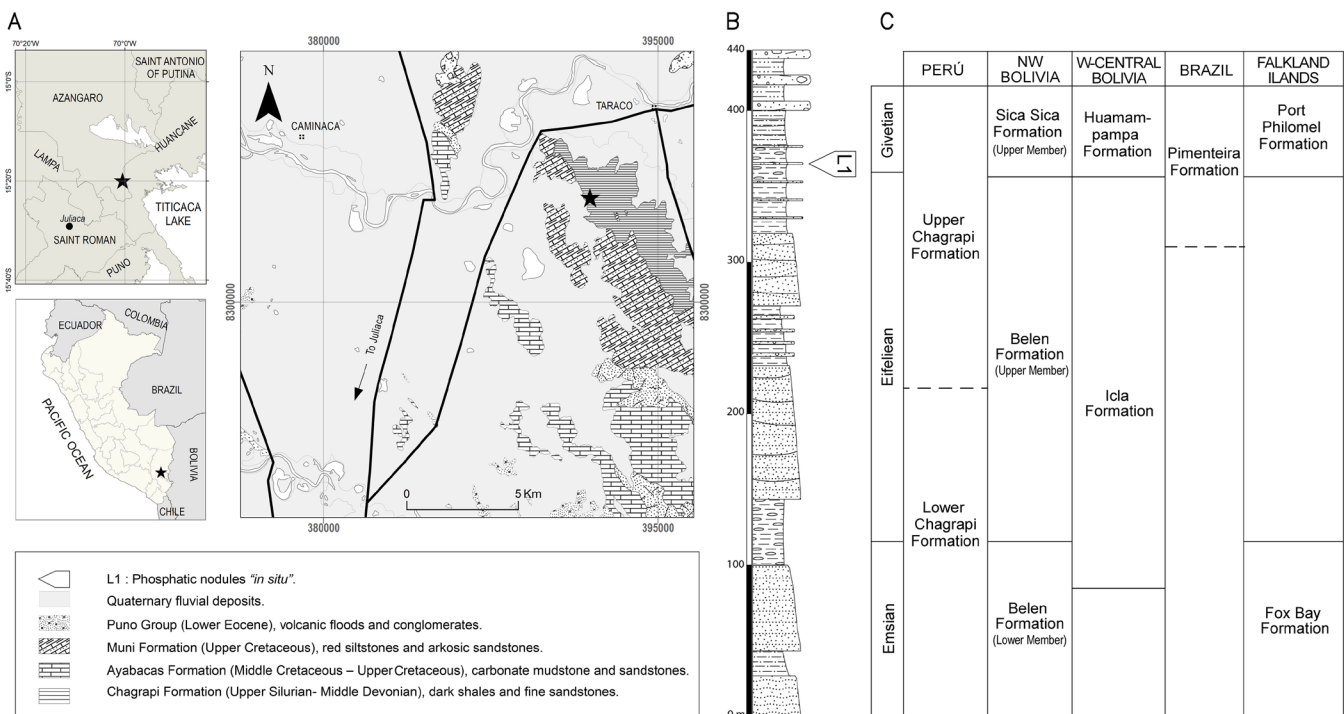 A
70°20'W
70°0'W
15°0'S
15°20'S
15°40'S
SAINT ANTONIO
OF PUTINA
AZANGARO
HUANCANE
LAMPA
TITICACA
LAKE
Juliaca
SAINT ROMAN
PUNO
ECUADOR
COLOMBIA
BRAZIL
PACIFIC OCEAN
BOLIVIA
CHILE
380000
395000
N
CAMINACA
TARACO
8300000
8300000
To Juliaca
0
5 Km
380000
395000
L1 : Phosphatic nodules “in situ”.
Quaternary fluvial deposits.
Puno Group (Lower Eocene), volcanic floods and conglomerates.
Muni Formation (Upper Cretaceous), red siltstones and arkosic sandstones.
Ayabacas Formation (Middle Cretaceous – Upper Cretaceous), carbonate mudstone and sandstones.
Chagrapi Formation (Upper Silurian- Middle Devonian), dark shales and fine sandstones.
B
440
400
300
200
100
0 m
L1
C
PERÚ
NW
BOLIVIA
W-CENTRAL
BOLIVIA
BRAZIL
FALKLAND
ILANDS
Givetian
Eifeliean
Emsian
Upper
Chagrapi
Formation
Lower
Chagrapi
Formation
Sica Sica
Formation
(Upper Member)
Belen
Formation
(Upper Member)
Belen
Formation
(Lower Member)
Huamam-
pampa
Formation
Icla
Formation
Pimenteira
Formation
Port
Philomel
Formation
Fox Bay
Formation